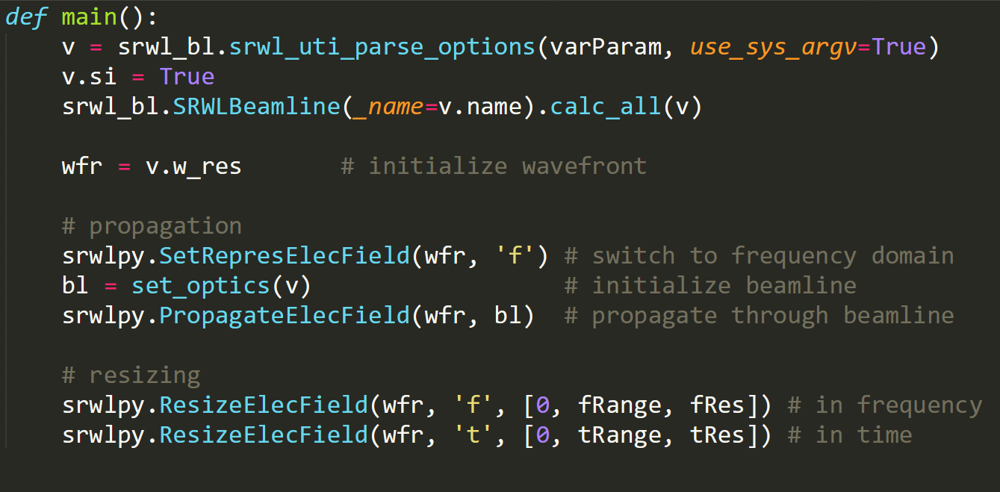 def main():
    v = srwl_bl.srwl_uti_parse_options(varParam, use_sys_argv=True)
    v.si = True
    srwl_bl.SRWLBeamline(_name=v.name).calc_all(v)
    wfr = v.w_res       # initialize wavefront
    # propagation
    srwlpy.SetRepresElecField(wfr, 'f') # switch to frequency domain
    bl = set_optics(v)                  # initialize beamline
    srwlpy.PropagateElecField(wfr, bl)  # propagate through beamline
    # resizing
    srwlpy.ResizeElecField(wfr, 'f', [0, fRange, fRes]) # in frequency
    srwlpy.ResizeElecField(wfr, 't', [0, tRange, tRes]) # in time